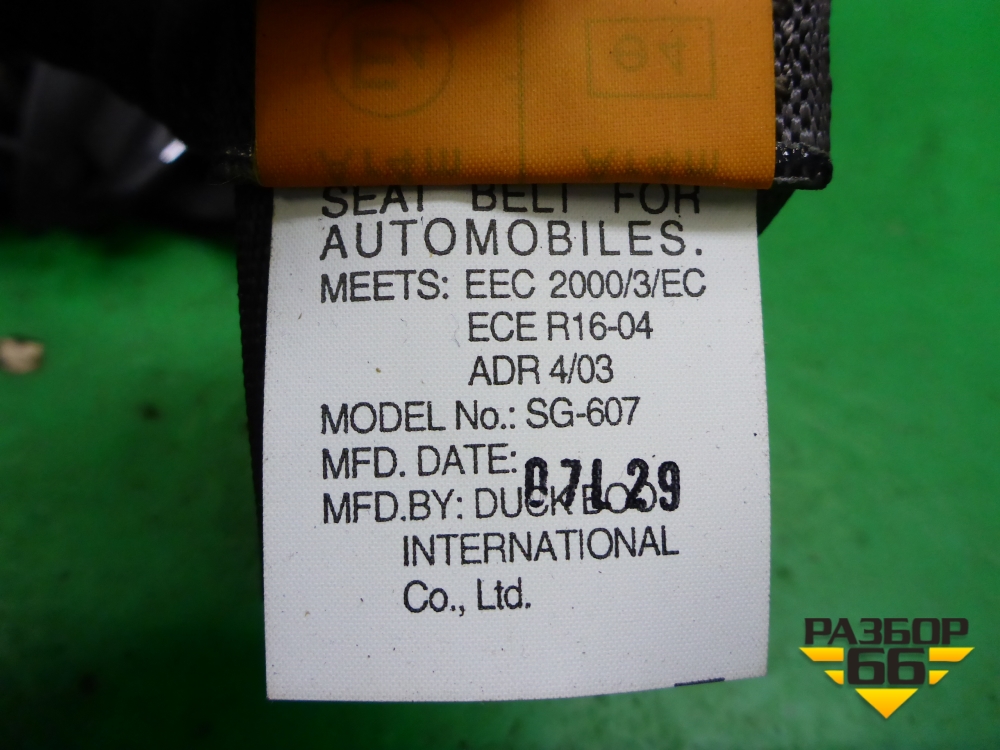 SEAT BELT FOR
AUTOMOBILES.
MEETS: EEC 2000/3/EC
ECE R16-04
ADR 4/03
MODEL No.: SG-607
MFD. DATE: 07L29
MFD.BY: DUCK BOO
INTERNATIONAL
Co., Ltd.
РАЗБОР
66